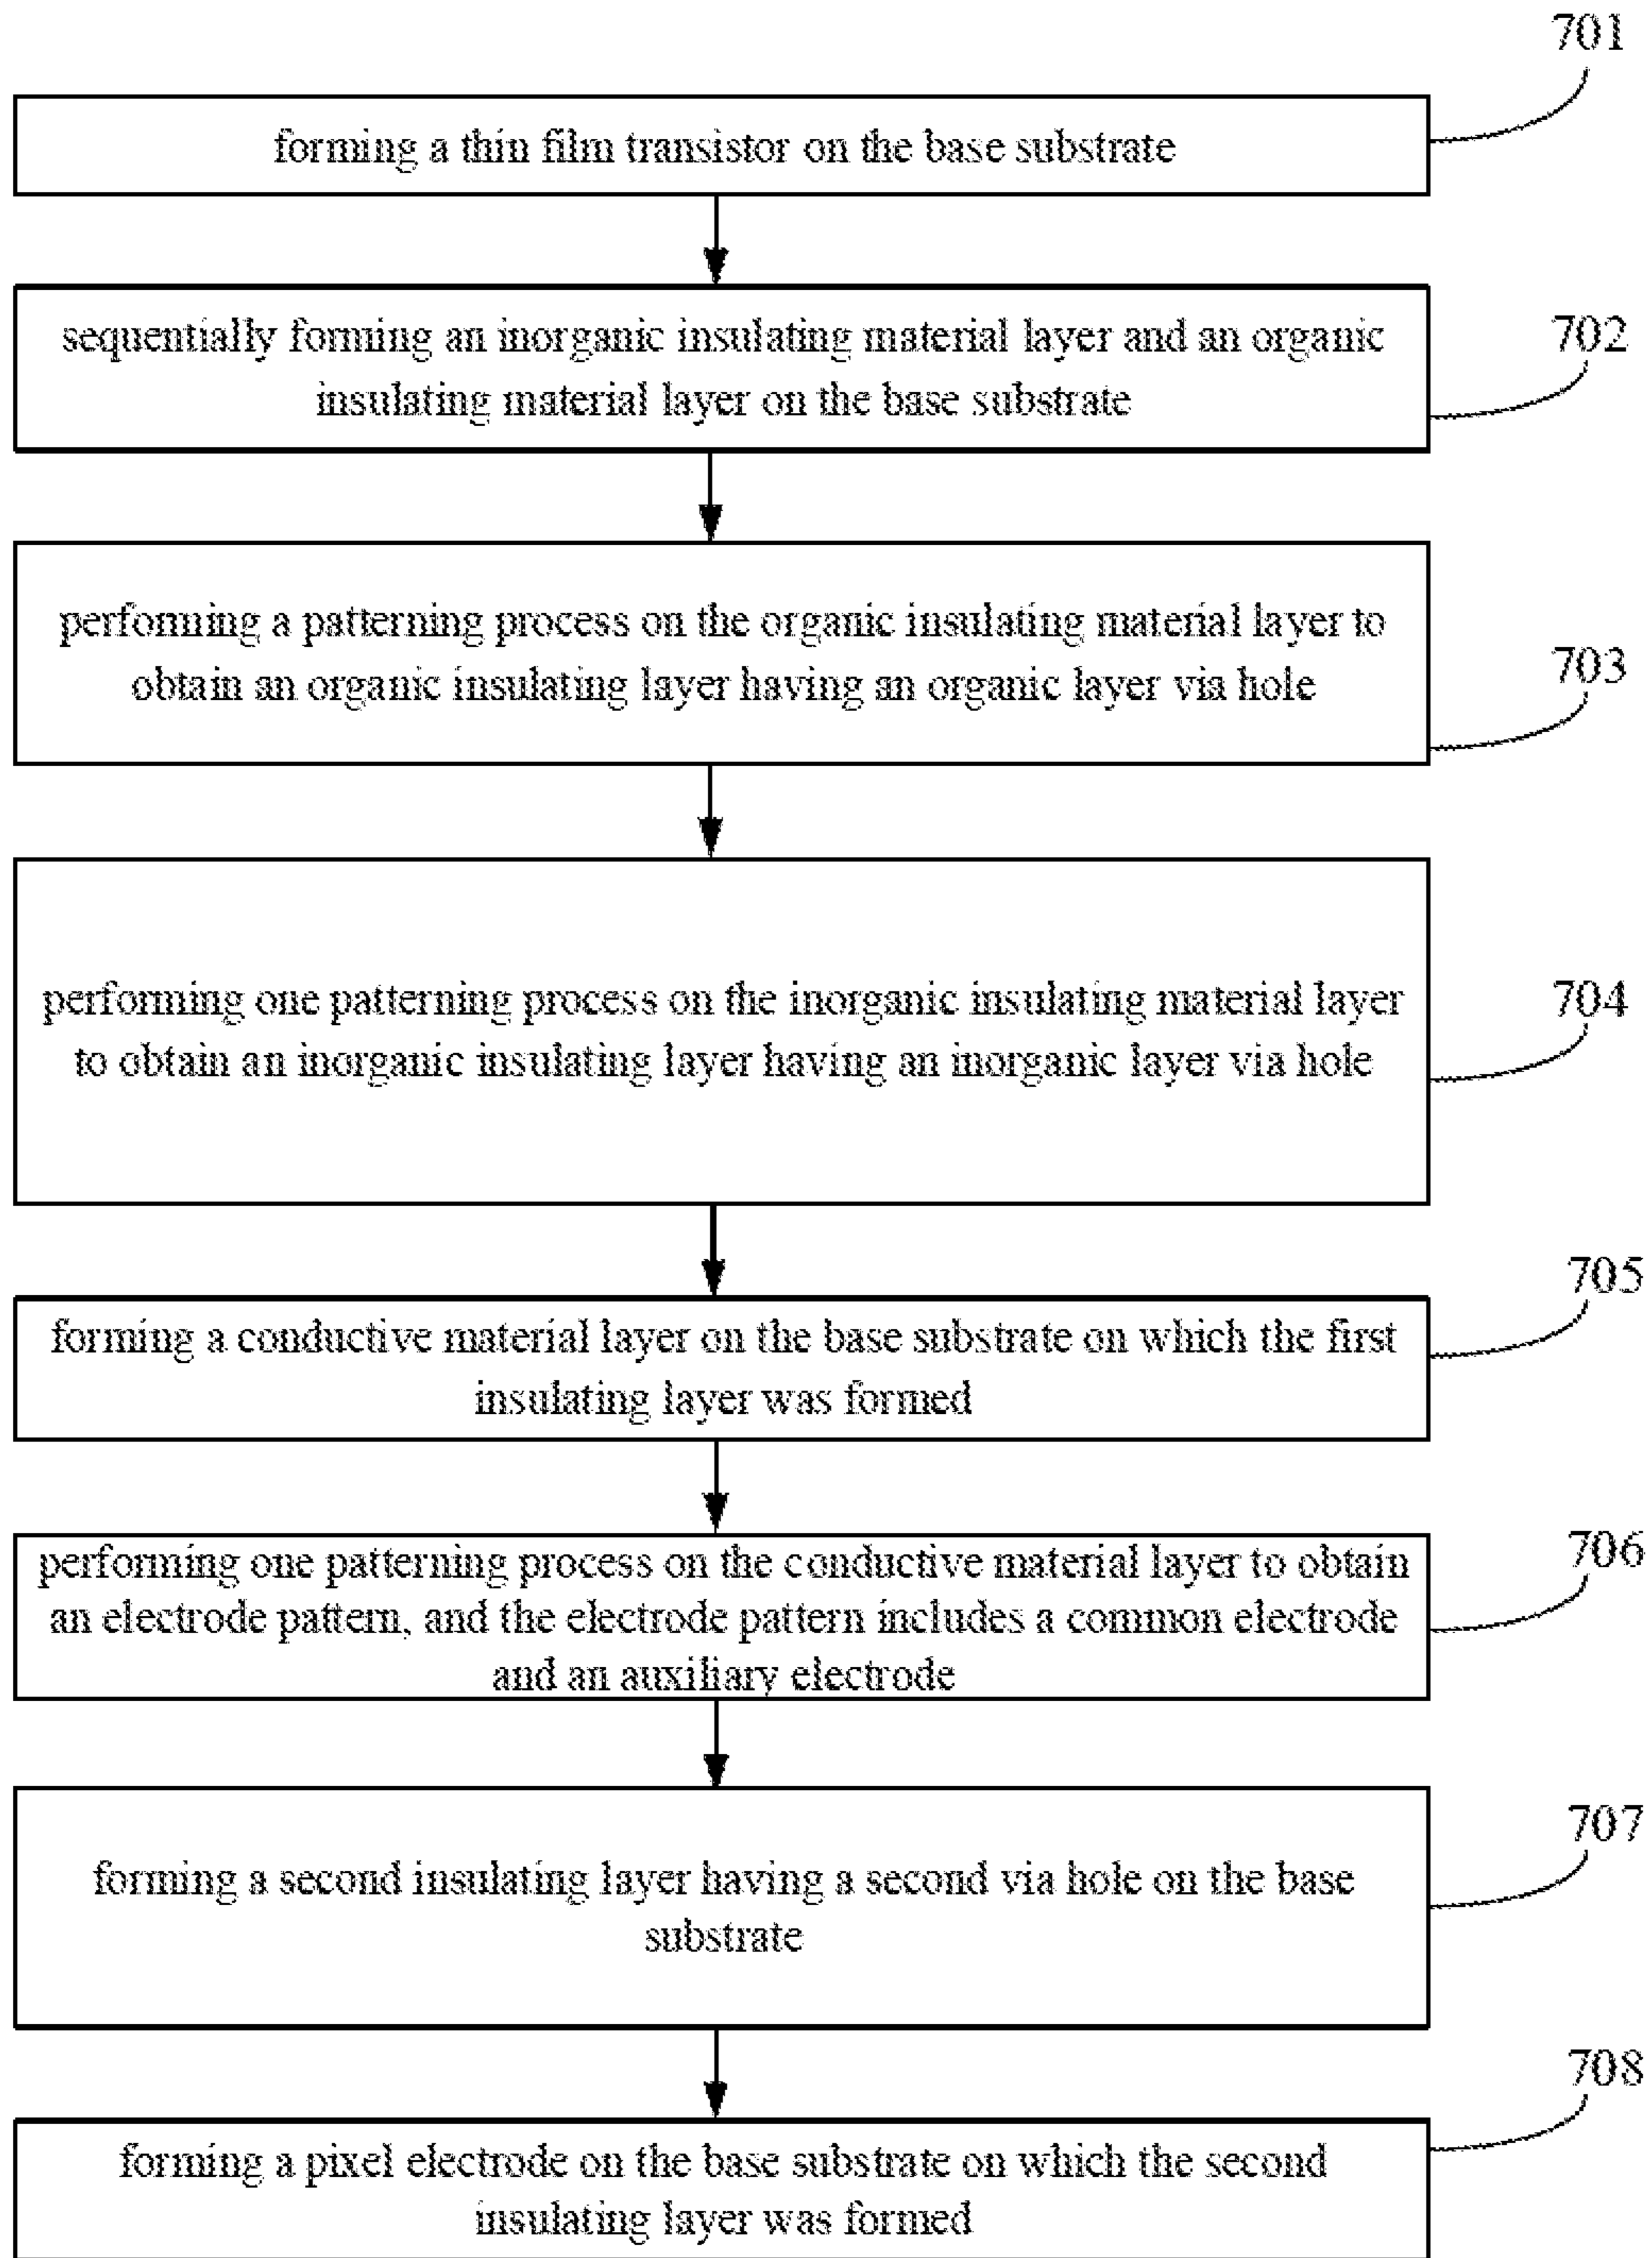 701
forming a thin film transistor on the base substrate
sequentially forming an inorganic insulating material layer and an organic
insulating material layer on the base substrate
702
performing a patterning process on the organic insulating material layer to
obtain an organic insulating layer having an organic layer via hole
703
performing one patterning process on the inorganic insulating material layer
to obtain an inorganic insulating layer having an inorganic layer via hole
704
forming a conductive material layer on the base substrate on which the first
insulating layer was formed
705
performing one patterning process on the conductive material layer to obtain
an electrode pattern, and the electrode pattern includes a common electrode
and an auxiliary electrode
706
forming a second insulating layer having a second via hole on the base
substrate
707
forming a pixel electrode on the base substrate on which the second
insulating layer was formed
708